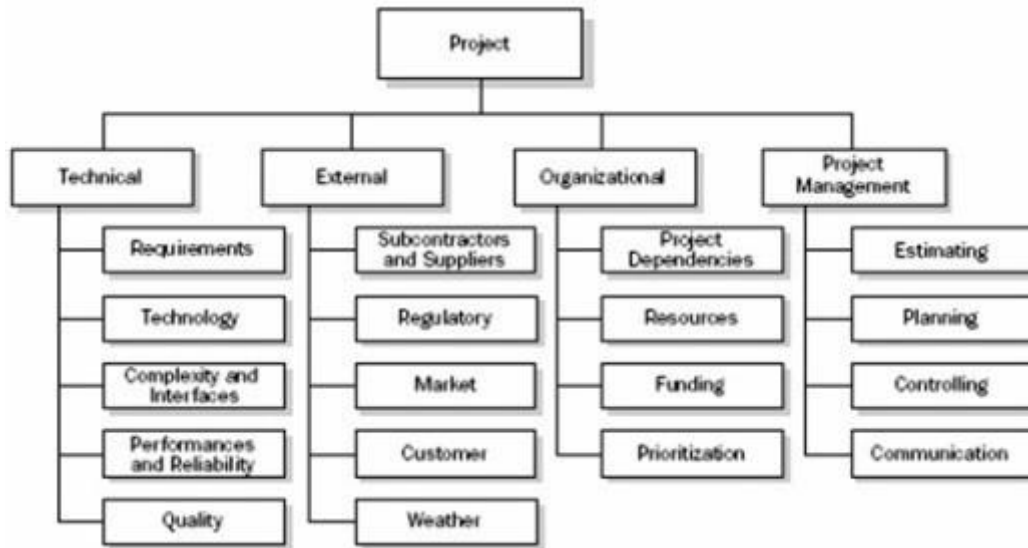 Project
Technical
External
Organizational
Project
Management
Requirements
Technology
Complexity and
Interfaces
Performances
and Reliability
Quality
Subcontractors
and Suppliers
Regulatory
Market
Customer
Weather
Project
Dependencies
Resources
Funding
Prioritization
Estimating
Planning
Controlling
Communication